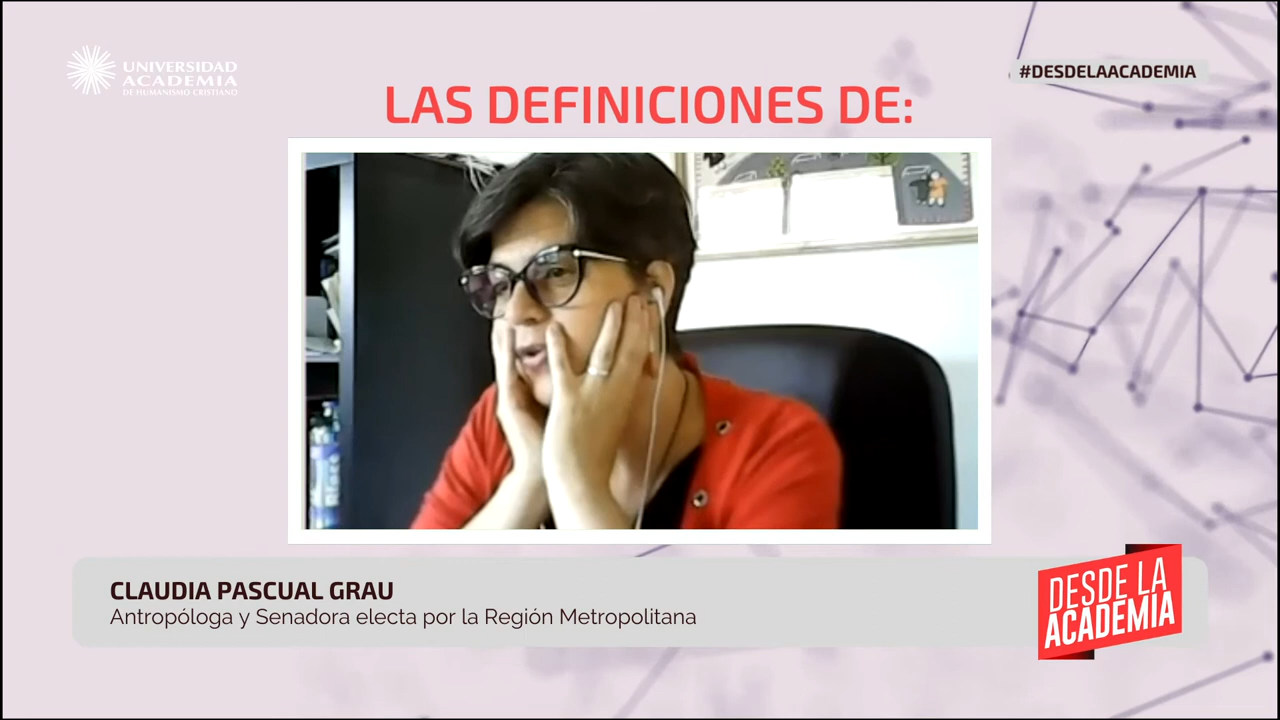 UNIVERSIDAD
ACADEMIA
DE HUMANISMO CRISTIANO
#DESDELAACADEMIA
LAS DEFINICIONES DE:
CLAUDIA PASCUAL GRAU
Antropóloga y Senadora electa por la Región Metropolitana
DESDE LA
ACADEMIA